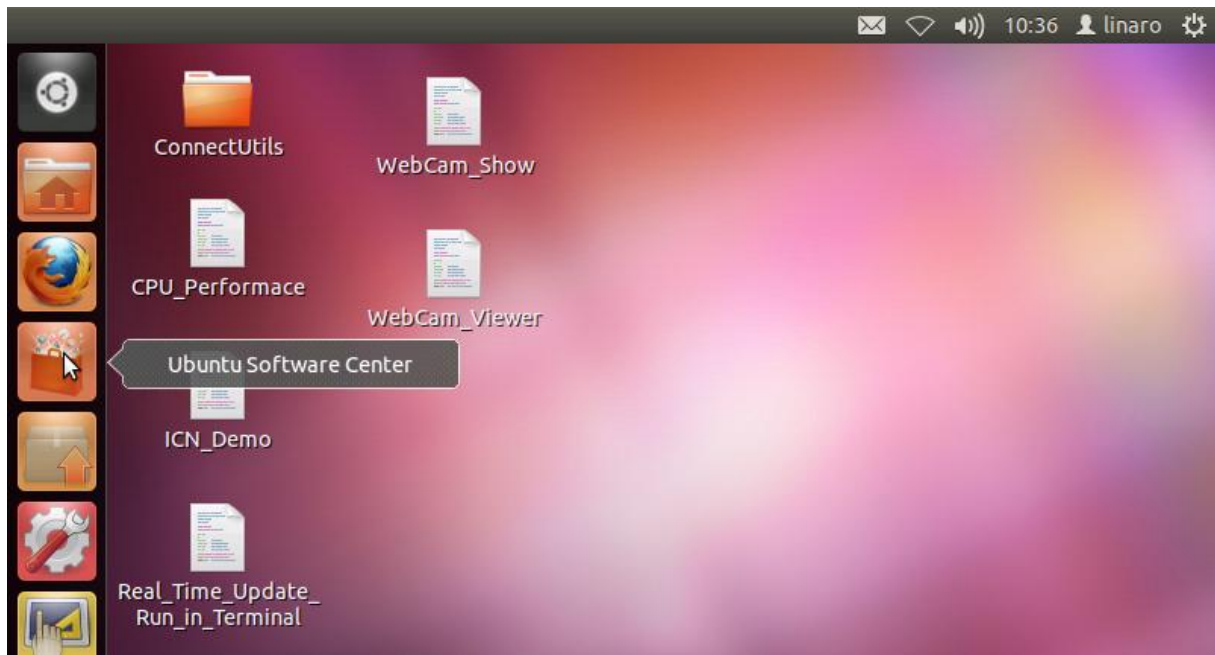 10:36 linaro
ConnectUtils
WebCam_Show
CPU_Performace
WebCam_Viewer
Ubuntu Software Center
ICN_Demo
Real_Time_Update_
Run_in_Terminal